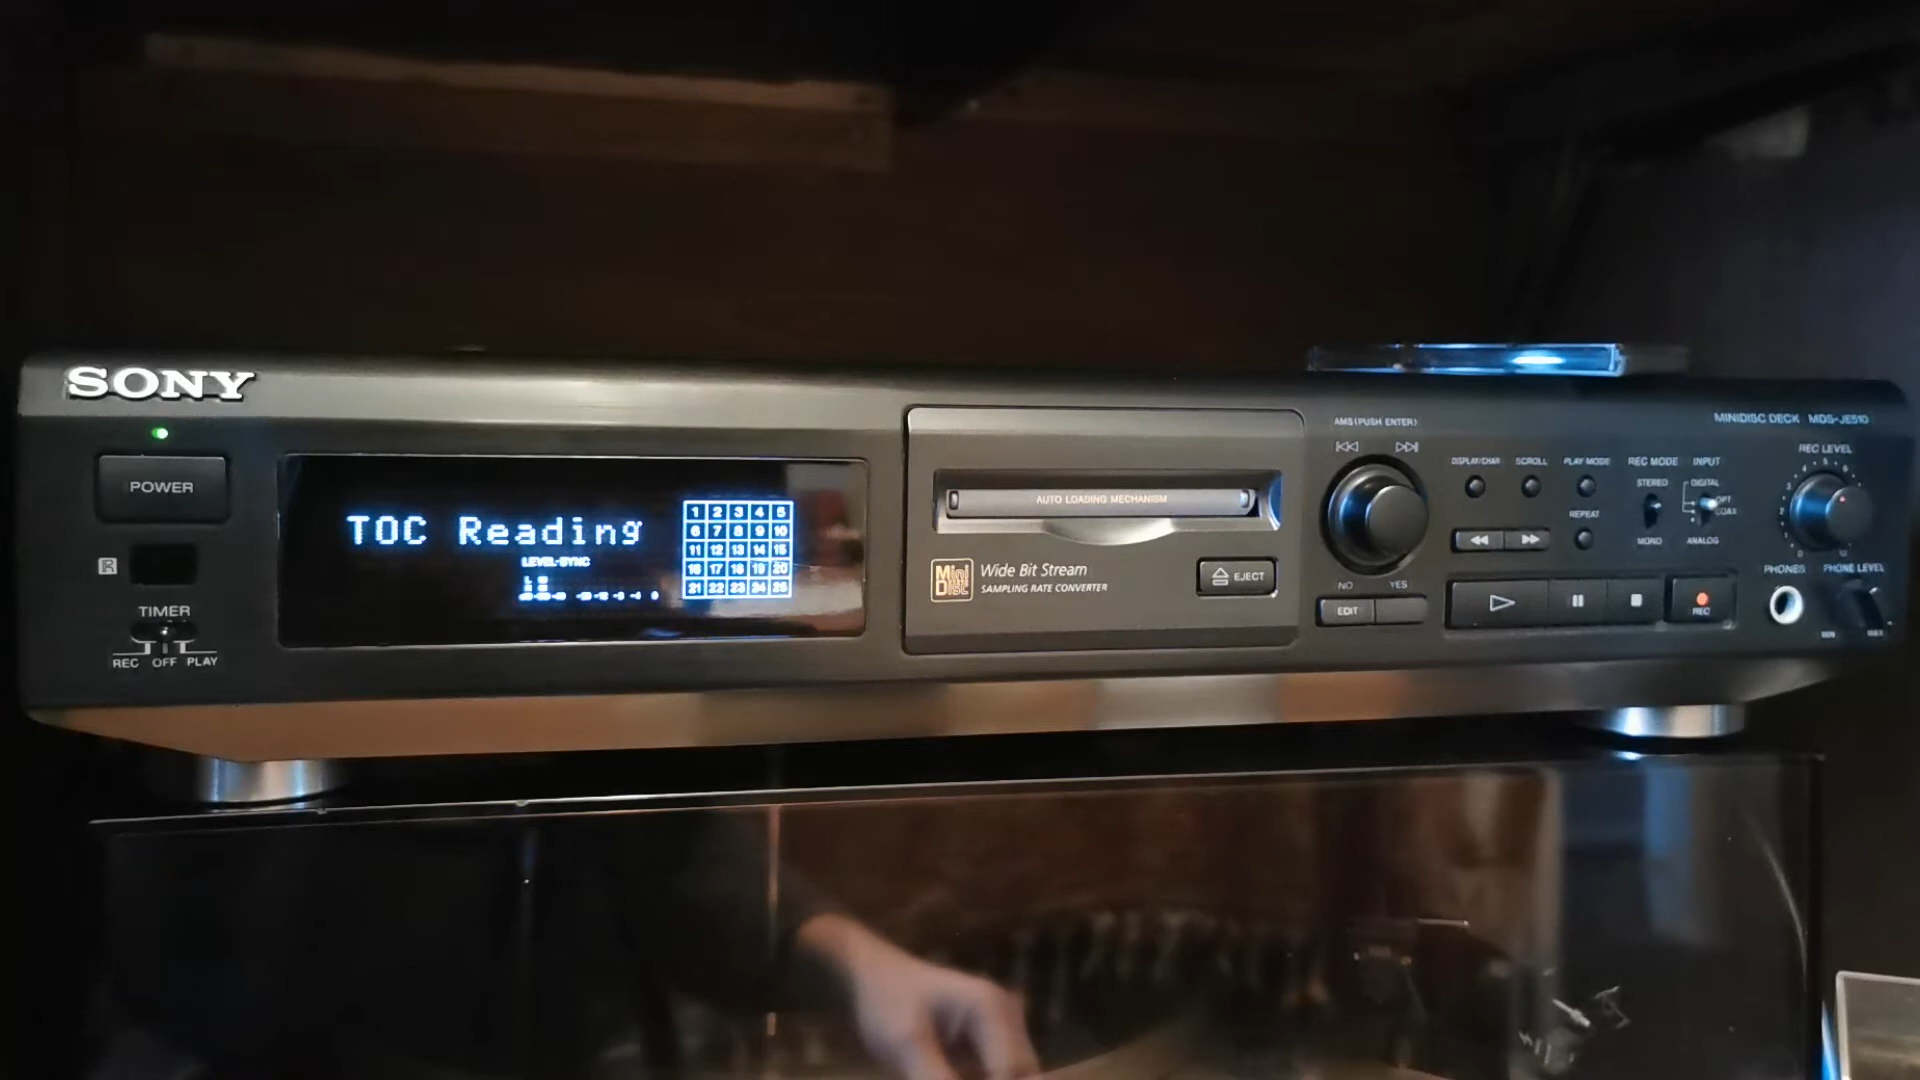 SONY
MINIDISC DECK MDS-JE510
POWER
TIMER
REC OFF PLAY
TOC Reading
LEVEL-SYNC
1 2 3 4 5
6 7 8 9 10
11 12 13 14 15
16 17 18 19 20
21 22 23 24 25
AUTO LOADING MECHANISM
Mini Disc
Wide Bit Stream
SAMPLING RATE CONVERTER
EJECT
AMS (PUSH ENTER)
NO YES
EDIT
DISPLAY/CHAR SCROLL PLAY MODE
REPEAT
REC
REC MODE
STEREO
MONO
INPUT
DIGITAL
OPT
COAX
ANALOG
REC LEVEL
PHONES
PHONE LEVEL
MIN MAX